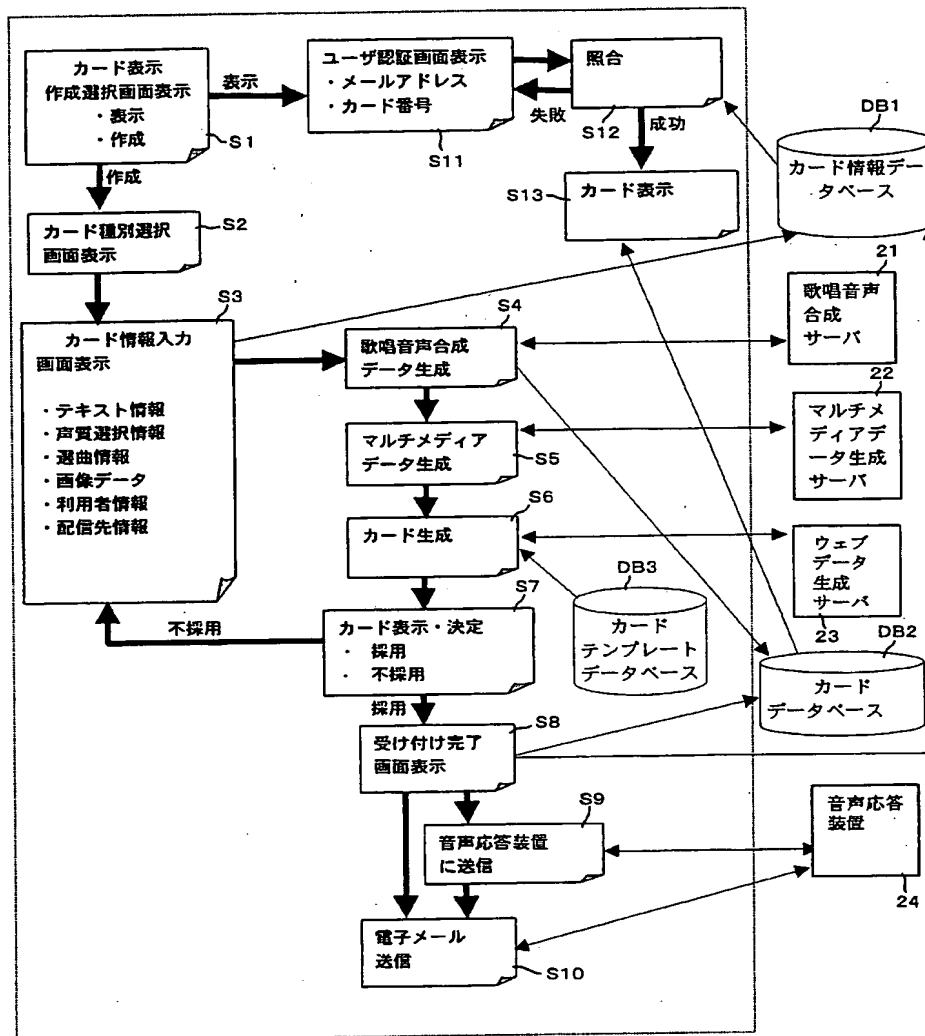 カード表示
作成選択画面表示
・表示
・作成
S1
表示
ユーザ認証画面表示
・メールアドレス
・カード番号
S11
照合
S12
失敗
成功
S13
カード表示
DB1
カード情報デー
タベース
作成
S2
カード種別選択
画面表示
S3
カード情報入力
画面表示
・テキスト情報
・声質選択情報
・選曲情報
・画像データ
・利用者情報
・配信先情報
S4
歌唱音声合成
データ生成
21
歌唱音声
合成
サーバ
マルチメディア
データ生成
S5
22
マルチメ
ディアデ
ータ生成
サーバ
S6
カード生成
ウェブ
データ
生成
サーバ
23
DB3
カード
テンプレート
データベース
S7
カード表示・決定
・ 採用
・ 不採用
不採用
採用
DB2
カード
データベース
S8
受け付け完了
画面表示
S9
音声応答装置
に送信
音声応答
装置
24
電子メール
送信
S10